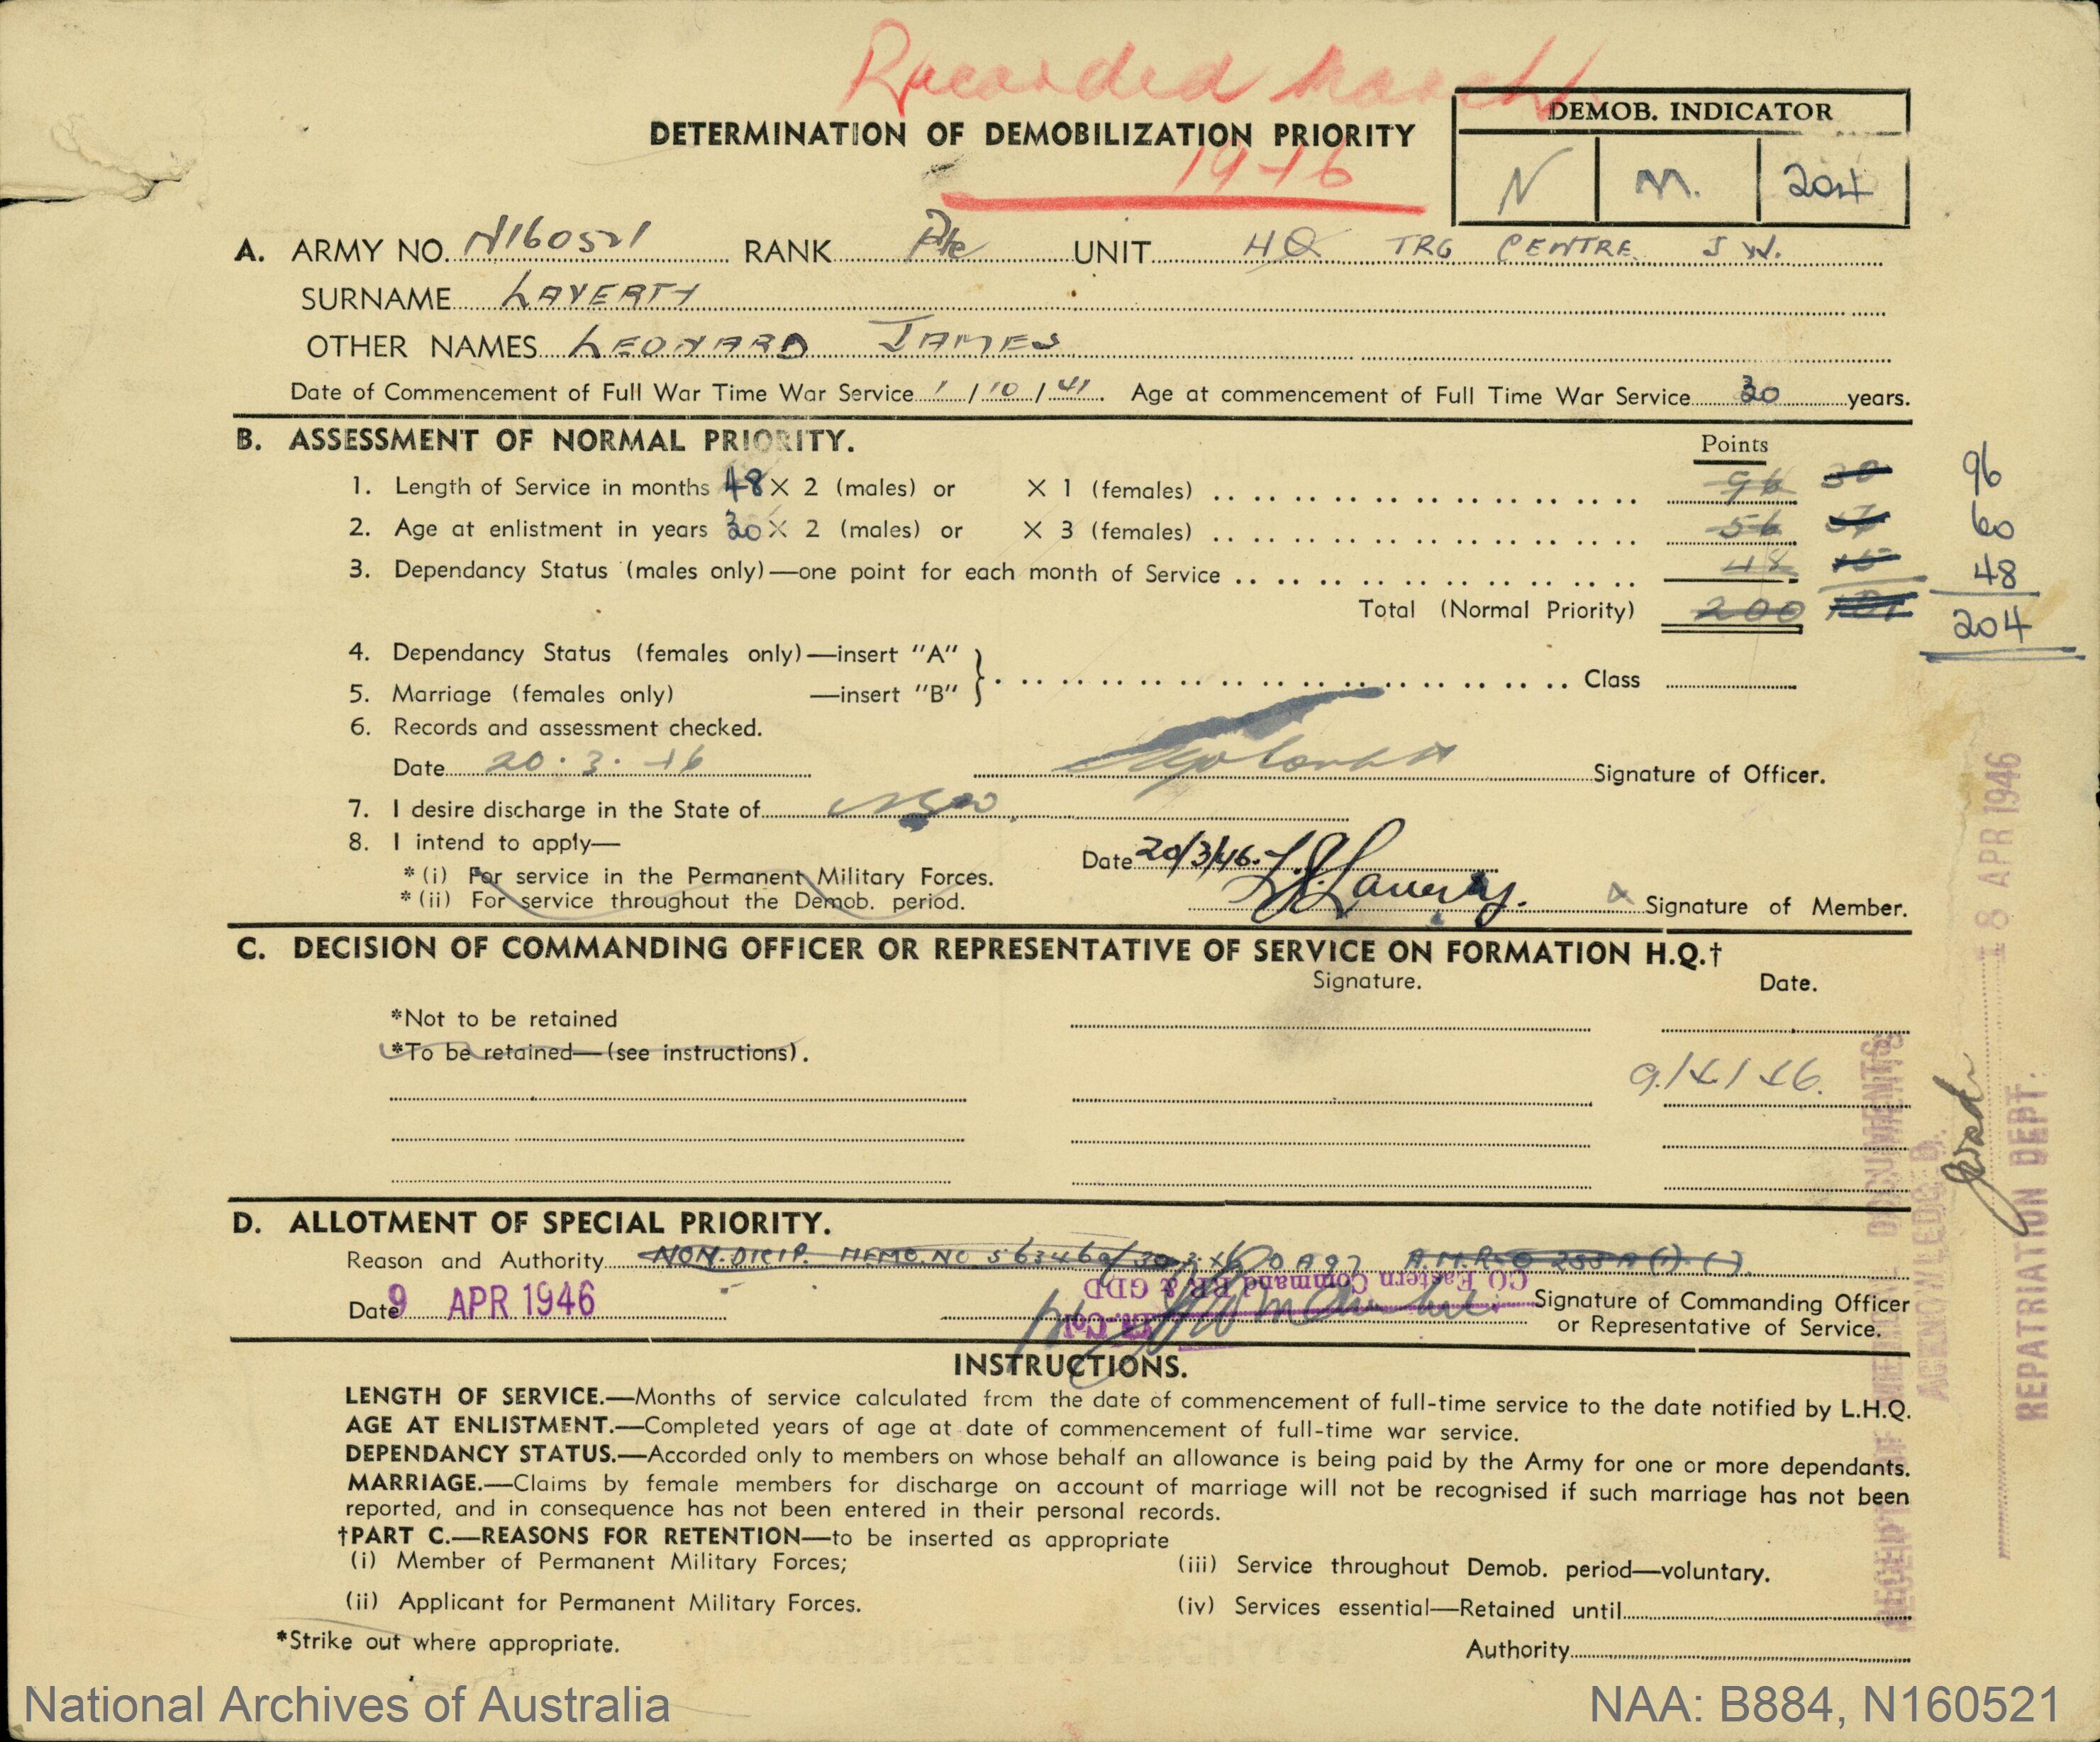 Recorded March
1946
DETERMINATION OF DEMOBILIZATION PRIORITY
DEMOB. INDICATOR
N M. 204
A. ARMY NO. N160521 RANK Pte UNIT HQ TRG CENTRE J.W.
SURNAME LAVERTY
OTHER NAMES LEONARD JAMES
Date of Commencement of Full War Time War Service 1/10/41. Age at commencement of Full Time War Service 30 years.
B. ASSESSMENT OF NORMAL PRIORITY.
Points
1. Length of Service in months 48 × 2 (males) or × 1 (females) 96 30 96
2. Age at enlistment in years 30 × 2 (males) or × 3 (females) 56 60
3. Dependancy Status (males only)—one point for each month of Service 48 15 48
Total (Normal Priority) 200 204
4. Dependancy Status (females only)—insert "A"
5. Marriage (females only) —insert "B" Class
6. Records and assessment checked.
Date 20.3.46 Signature of Officer.
7. I desire discharge in the State of NSW
8. I intend to apply—
Date 20/3/46.
*(i) For service in the Permanent Military Forces.
*(ii) For service throughout the Demob. period.
L J Laverty. Signature of Member.
C. DECISION OF COMMANDING OFFICER OR REPRESENTATIVE OF SERVICE ON FORMATION H.Q.†
Signature. Date.
*Not to be retained
*To be retained—(see instructions).
9/4/46.
D. ALLOTMENT OF SPECIAL PRIORITY.
Reason and Authority NON.DICIP. MEMO.NO 563460/30.3.46 A.M.R&O 253A(1).(-).
CO Eastern Command PP & GDD
Lt. Col.
Date 9 APR 1946 Signature of Commanding Officer
or Representative of Service.
INSTRUCTIONS.
LENGTH OF SERVICE.—Months of service calculated from the date of commencement of full-time service to the date notified by L.H.Q.
AGE AT ENLISTMENT.—Completed years of age at date of commencement of full-time war service.
DEPENDANCY STATUS.—Accorded only to members on whose behalf an allowance is being paid by the Army for one or more dependants.
MARRIAGE.—Claims by female members for discharge on account of marriage will not be recognised if such marriage has not been
reported, and in consequence has not been entered in their personal records.
†PART C.—REASONS FOR RETENTION—to be inserted as appropriate
(i) Member of Permanent Military Forces;
(iii) Service throughout Demob. period—voluntary.
(ii) Applicant for Permanent Military Forces.
(iv) Services essential—Retained until
*Strike out where appropriate.
Authority
RECEIPT OF MEDICAL DOCUMENTS
ACKNOWLEDGED.
18 APR 1946
REPATRIATION DEPT.
National Archives of Australia
NAA: B884, N160521